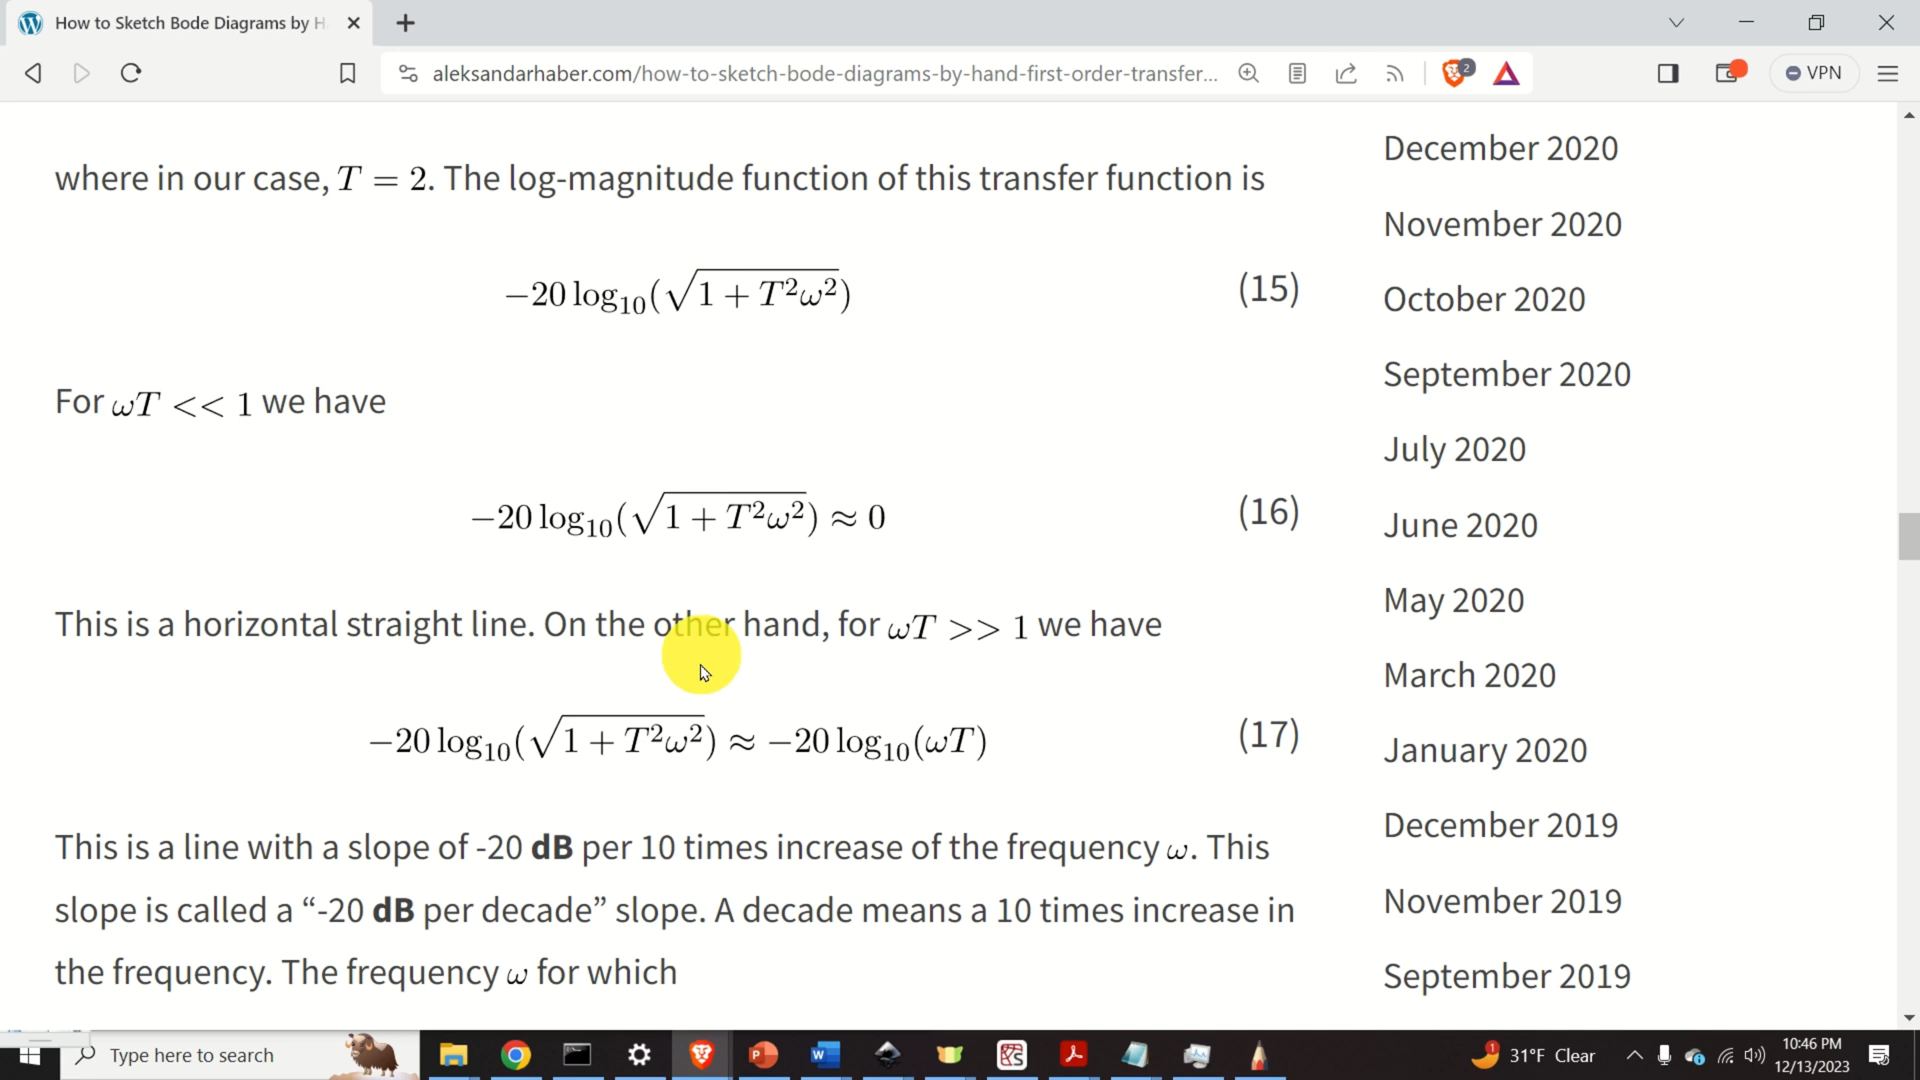 How to Sketch Bode Diagrams by H
aleksandarhaber.com/how-to-sketch-bode-diagrams-by-hand-first-order-transfer...
2
VPN
where in our case, T = 2. The log-magnitude function of this transfer function is
−20 log₁₀(√1 + T²ω²) (15)
For ωT << 1 we have
−20 log₁₀(√1 + T²ω²) ≈ 0 (16)
This is a horizontal straight line. On the other hand, for ωT >> 1 we have
−20 log₁₀(√1 + T²ω²) ≈ −20 log₁₀(ωT) (17)
This is a line with a slope of -20 dB per 10 times increase of the frequency ω. This
slope is called a “-20 dB per decade” slope. A decade means a 10 times increase in
the frequency. The frequency ω for which
December 2020
November 2020
October 2020
September 2020
July 2020
June 2020
May 2020
March 2020
January 2020
December 2019
November 2019
September 2019
Type here to search
1
31°F Clear
10:46 PM
12/13/2023